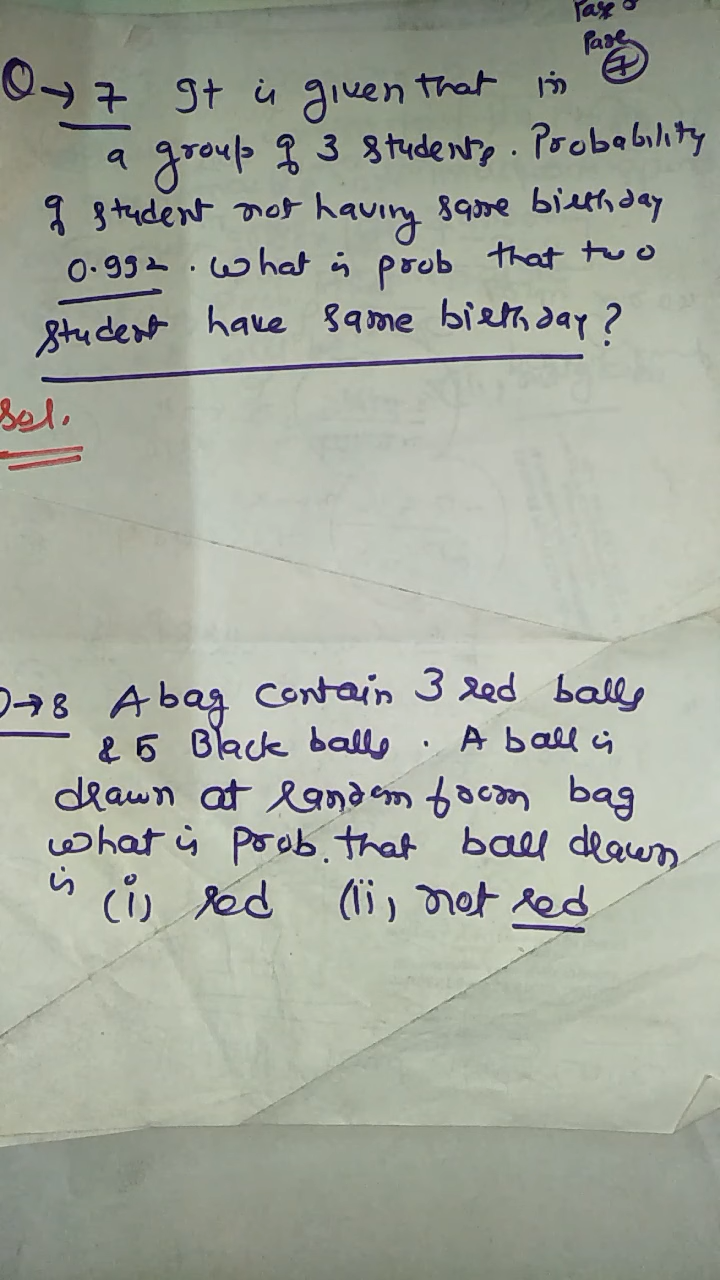 Page
7
Q → 7 It is given that in
a group of 3 students. Probability
of student not having same birthday
0.992. What is prob that two
student have same birthday?
Sol.
Q→8 A bag contain 3 red balls
& 5 Black balls. A ball is
drawn at random from bag
what is prob. that ball drawn
is (i) red (ii) not red